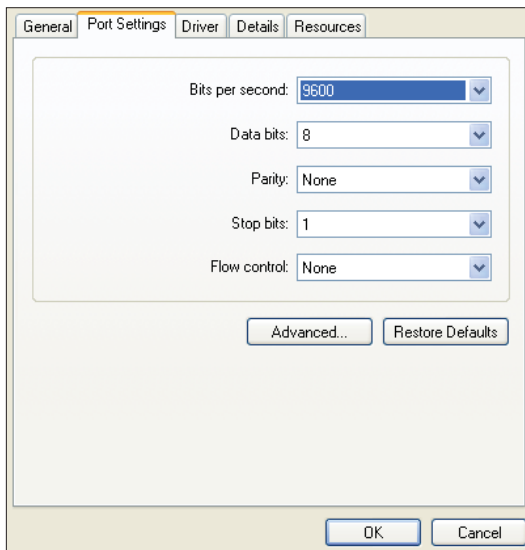 General Port Settings Driver Details Resources
Bits per second: 9600
Data bits: 8
Parity: None
Stop bits: 1
Flow control: None
Advanced... Restore Defaults
OK Cancel